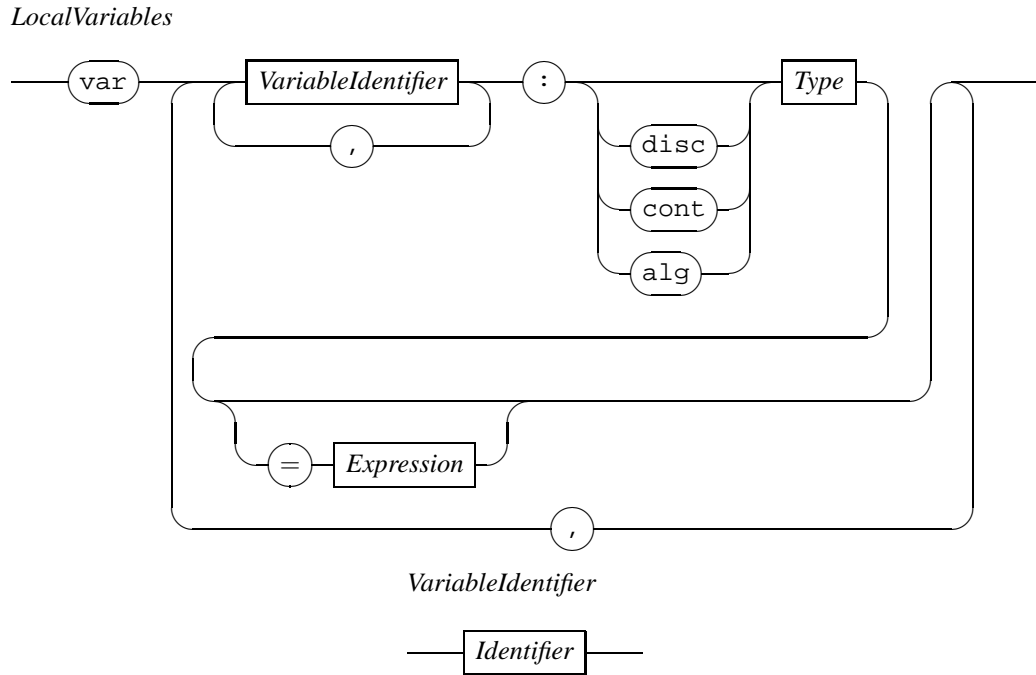 LocalVariables
var VariableIdentifier : Type
,
disc
cont
alg
= Expression
,
VariableIdentifier
Identifier